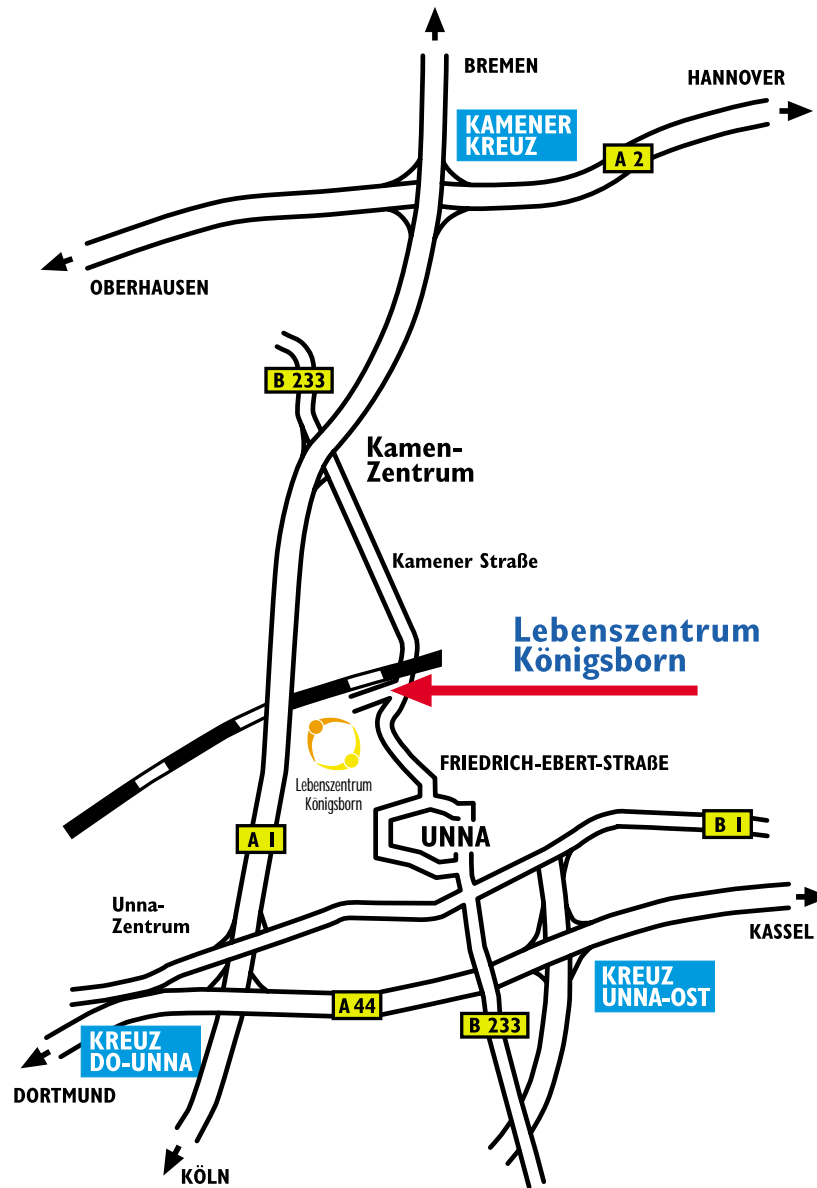 BREMEN
HANNOVER
KAMENER
KREUZ
A 2
OBERHAUSEN
B 233
Kamen-
Zentrum
Kamener Straße
Lebenszentrum
Königsborn
FRIEDRICH-EBERT-STRAßE
Lebenszentrum
Königsborn
A 1
UNNA
B 1
Unna-
Zentrum
KASSEL
KREUZ
UNNA-OST
A 44
B 233
KREUZ
DO-UNNA
DORTMUND
KÖLN